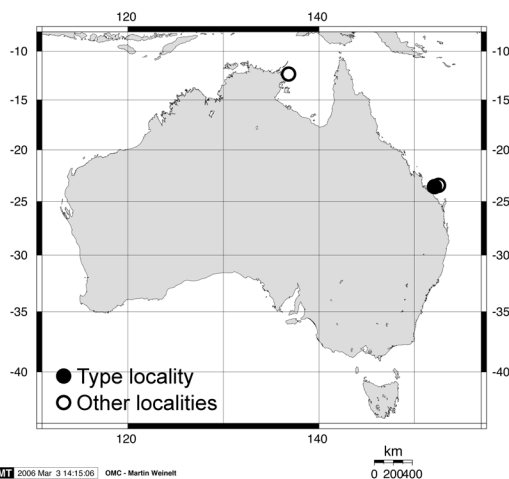 120 140
-10 -10
-15 -15
-20 -20
-25 -25
-30 -30
-35 -35
-40 -40
Type locality
Other localities
120 140
km
0 200400
MT 2006 Mar 3 14:15:06 OMC - Martin Weinelt